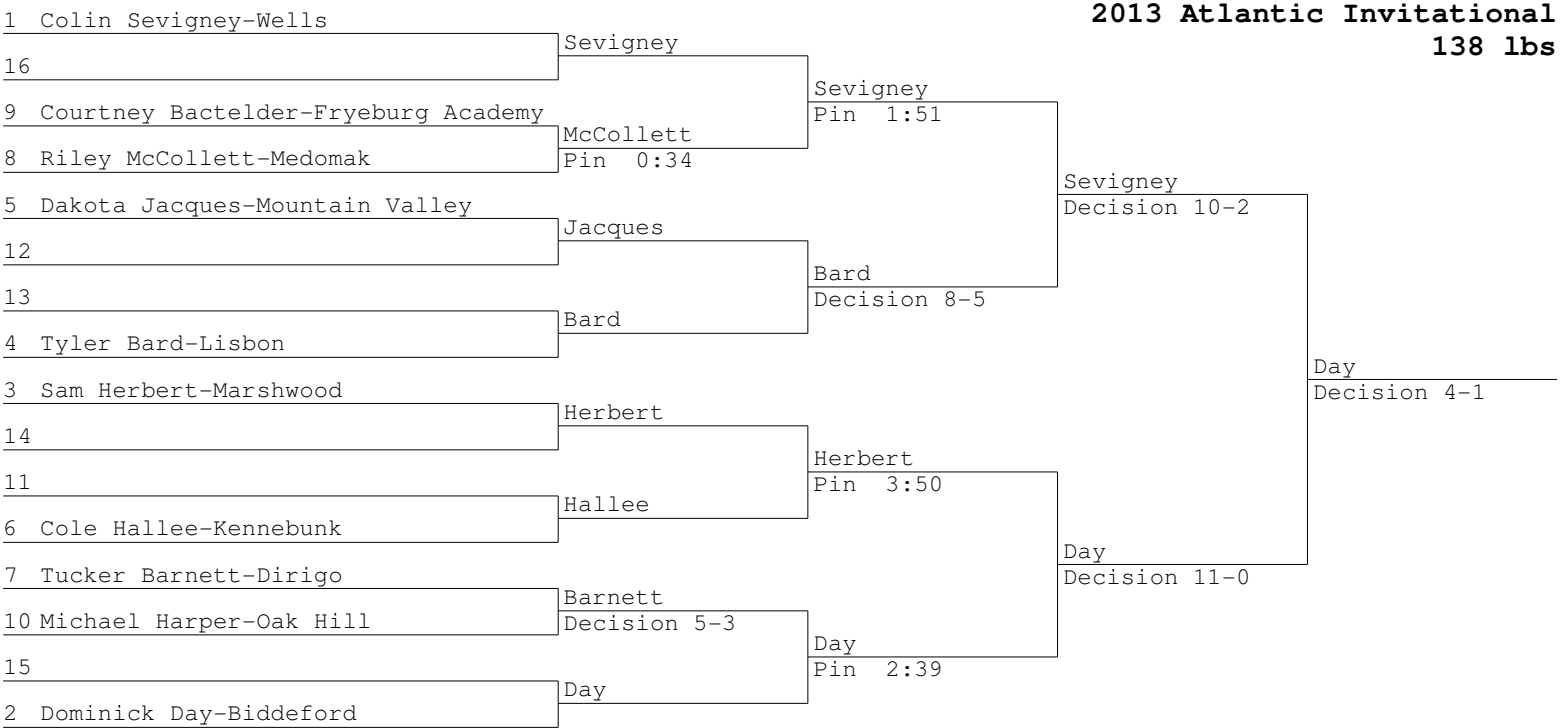 2013 Atlantic Invitational
138 lbs
1 Colin Sevigney-Wells
16
9 Courtney Bactelder-Fryeburg Academy
8 Riley McCollett-Medomak
5 Dakota Jacques-Mountain Valley
12
13
4 Tyler Bard-Lisbon
3 Sam Herbert-Marshwood
14
11
6 Cole Hallee-Kennebunk
7 Tucker Barnett-Dirigo
10 Michael Harper-Oak Hill
15
2 Dominick Day-Biddeford
Sevigney
McCollett
Pin 0:34
Jacques
Bard
Herbert
Hallee
Barnett
Decision 5-3
Day
Sevigney
Pin 1:51
Bard
Decision 8-5
Herbert
Pin 3:50
Day
Pin 2:39
Sevigney
Decision 10-2
Day
Decision 11-0
Day
Decision 4-1